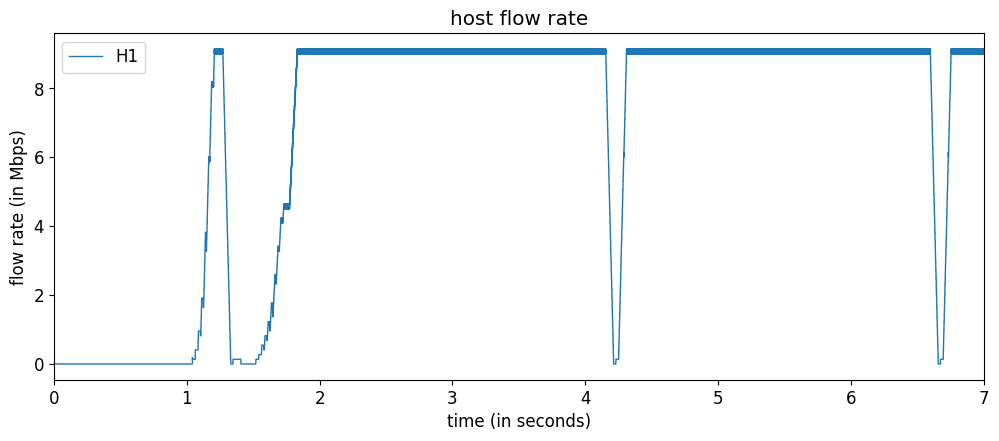 host flow rate
H1
flow rate (in Mbps)
8
6
4
2
0
0 1 2 3 4 5 6 7
time (in seconds)